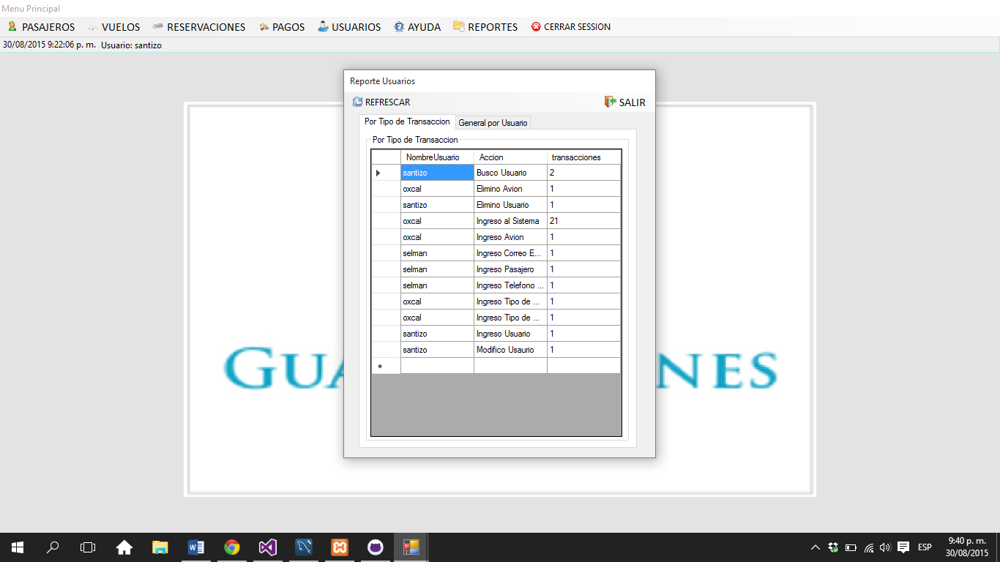 Menu Principal
PASAJEROS VUELOS RESERVACIONES PAGOS USUARIOS AYUDA REPORTES CERRAR SESSION
30/08/2015 9:22:06 p. m. Usuario: santizo
Reporte Usuarios
REFRESCAR SALIR
Por Tipo de Transaccion General por Usuario
Por Tipo de Transaccion
NombreUsuario Accion transacciones
santizo Busco Usuario 2
oxcal Elimino Avion 1
santizo Elimino Usuario 1
oxcal Ingreso al Sistema 21
oxcal Ingreso Avion 1
selman Ingreso Correo E... 1
selman Ingreso Pasajero 1
selman Ingreso Telefono ... 1
oxcal Ingreso Tipo de ... 1
oxcal Ingreso Tipo de ... 1
santizo Ingreso Usuario 1
santizo Modifico Usaurio 1
*
GUA NES
ESP
9:40 p. m.
30/08/2015